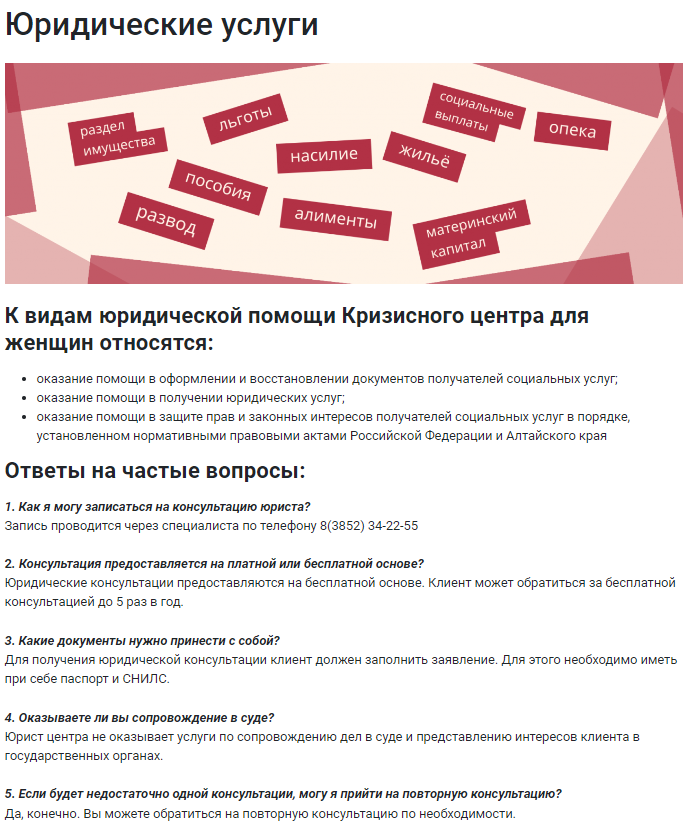 Юридические услуги
раздел
имущества
льготы
социальные
выплаты
опека
насилие
жильё
пособия
развод
алименты
материнский
капитал
К видам юридической помощи Кризисного центра для
женщин относятся:
• оказание помощи в оформлении и восстановлении документов получателей социальных услуг;
• оказание помощи в получении юридических услуг;
• оказание помощи в защите прав и законных интересов получателей социальных услуг в порядке,
установленном нормативными правовыми актами Российской Федерации и Алтайского края
Ответы на частые вопросы:
1. Как я могу записаться на консультацию юриста?
Запись проводится через специалиста по телефону 8(3852) 34-22-55
2. Консультация предоставляется на платной или бесплатной основе?
Юридические консультации предоставляются на бесплатной основе. Клиент может обратиться за бесплатной
консультацией до 5 раз в год.
3. Какие документы нужно принести с собой?
Для получения юридической консультации клиент должен заполнить заявление. Для этого необходимо иметь
при себе паспорт и СНИЛС.
4. Оказываете ли вы сопровождение в суде?
Юрист центра не оказывает услуги по сопровождению дел в суде и представлению интересов клиента в
государственных органах.
5. Если будет недостаточно одной консультации, могу я прийти на повторную консультацию?
Да, конечно. Вы можете обратиться на повторную консультацию по необходимости.